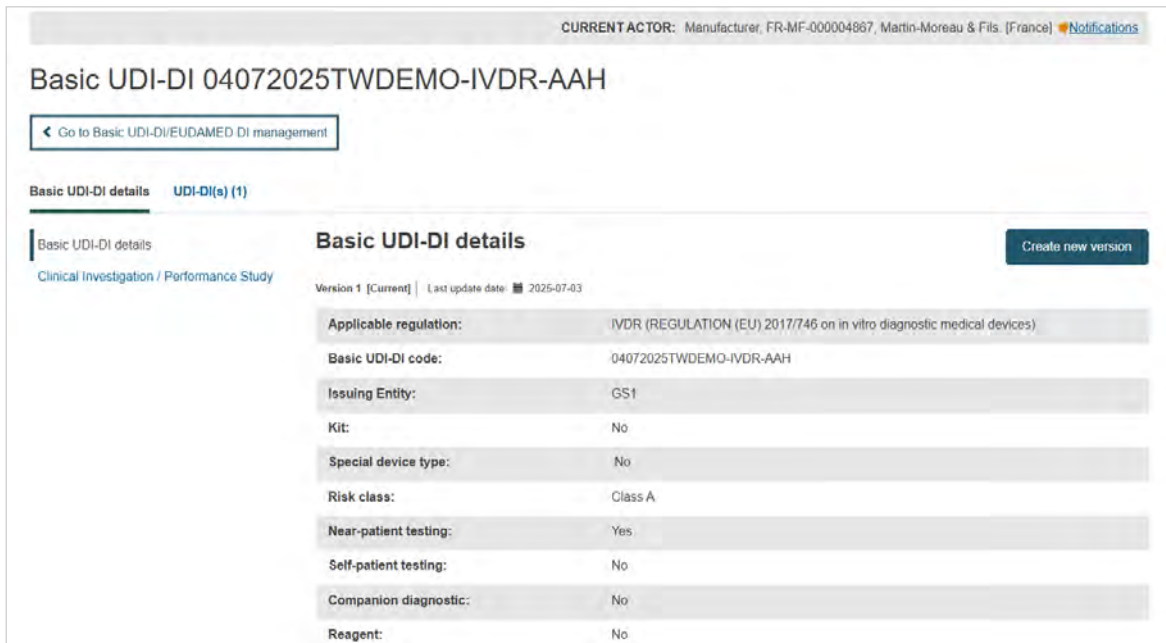 CURRENT ACTOR: Manufacturer, FR-MF-000004867, Martin-Moreau & Fils. [France] Notifications
Basic UDI-DI 04072025TWDEMO-IVDR-AAH
Go to Basic UDI-DI/EUDAMED DI management
Basic UDI-DI details UDI-DI(s) (1)
Basic UDI-DI details
Clinical Investigation / Performance Study
Basic UDI-DI details
Create new version
Version 1 [Current] Last update date: 2025-07-03
Applicable regulation: IVDR (REGULATION (EU) 2017/746 on in vitro diagnostic medical devices)
Basic UDI-DI code: 04072025TWDEMO-IVDR-AAH
Issuing Entity: GS1
Kit: No
Special device type: No
Risk class: Class A
Near-patient testing: Yes
Self-patient testing: No
Companion diagnostic: No
Reagent: No